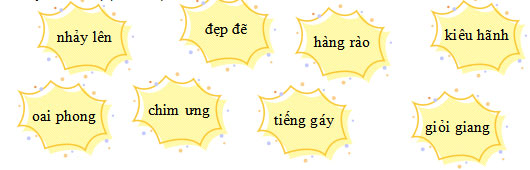 nhảy lên
đẹp đẽ
hàng rào
kiêu hãnh
oai phong
chim ưng
tiếng gáy
giỏi giang